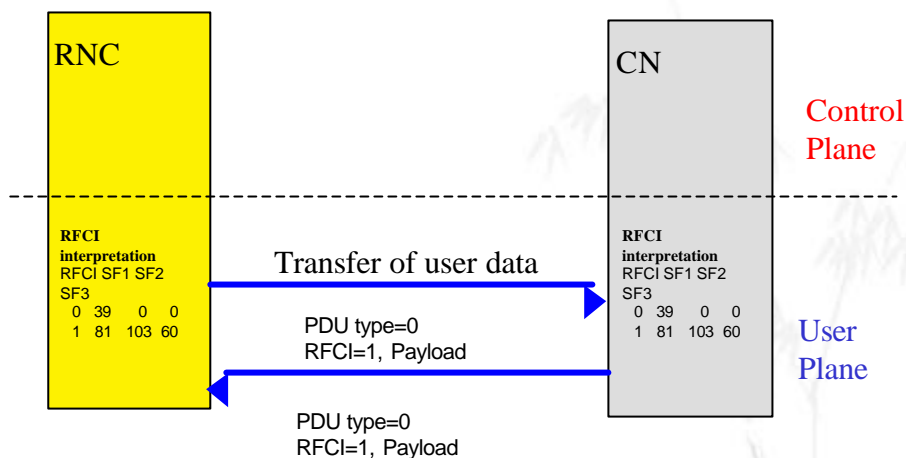 RNC
CN
Control
Plane
RFCI
interpretation
RFCI SF1 SF2
SF3
0 39 0 0
1 81 103 60
Transfer of user data
PDU type=0
RFCI=1, Payload
PDU type=0
RFCI=1, Payload
RFCI
interpretation
RFCI SF1 SF2
SF3
0 39 0 0
1 81 103 60
User
Plane